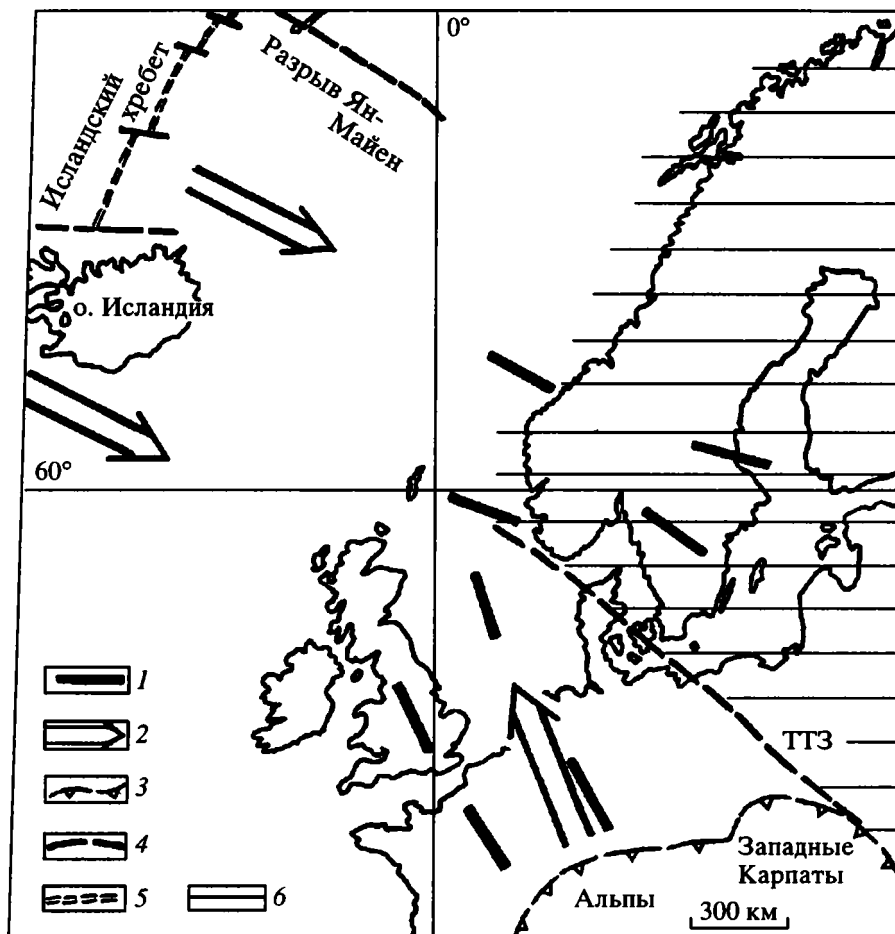 0°
Разрыв Ян-
Майен
Исландский
хребет
о. Исландия
60°
1
2
3
4
5
6
ТТЗ
Западные
Карпаты
Альпы
300 км